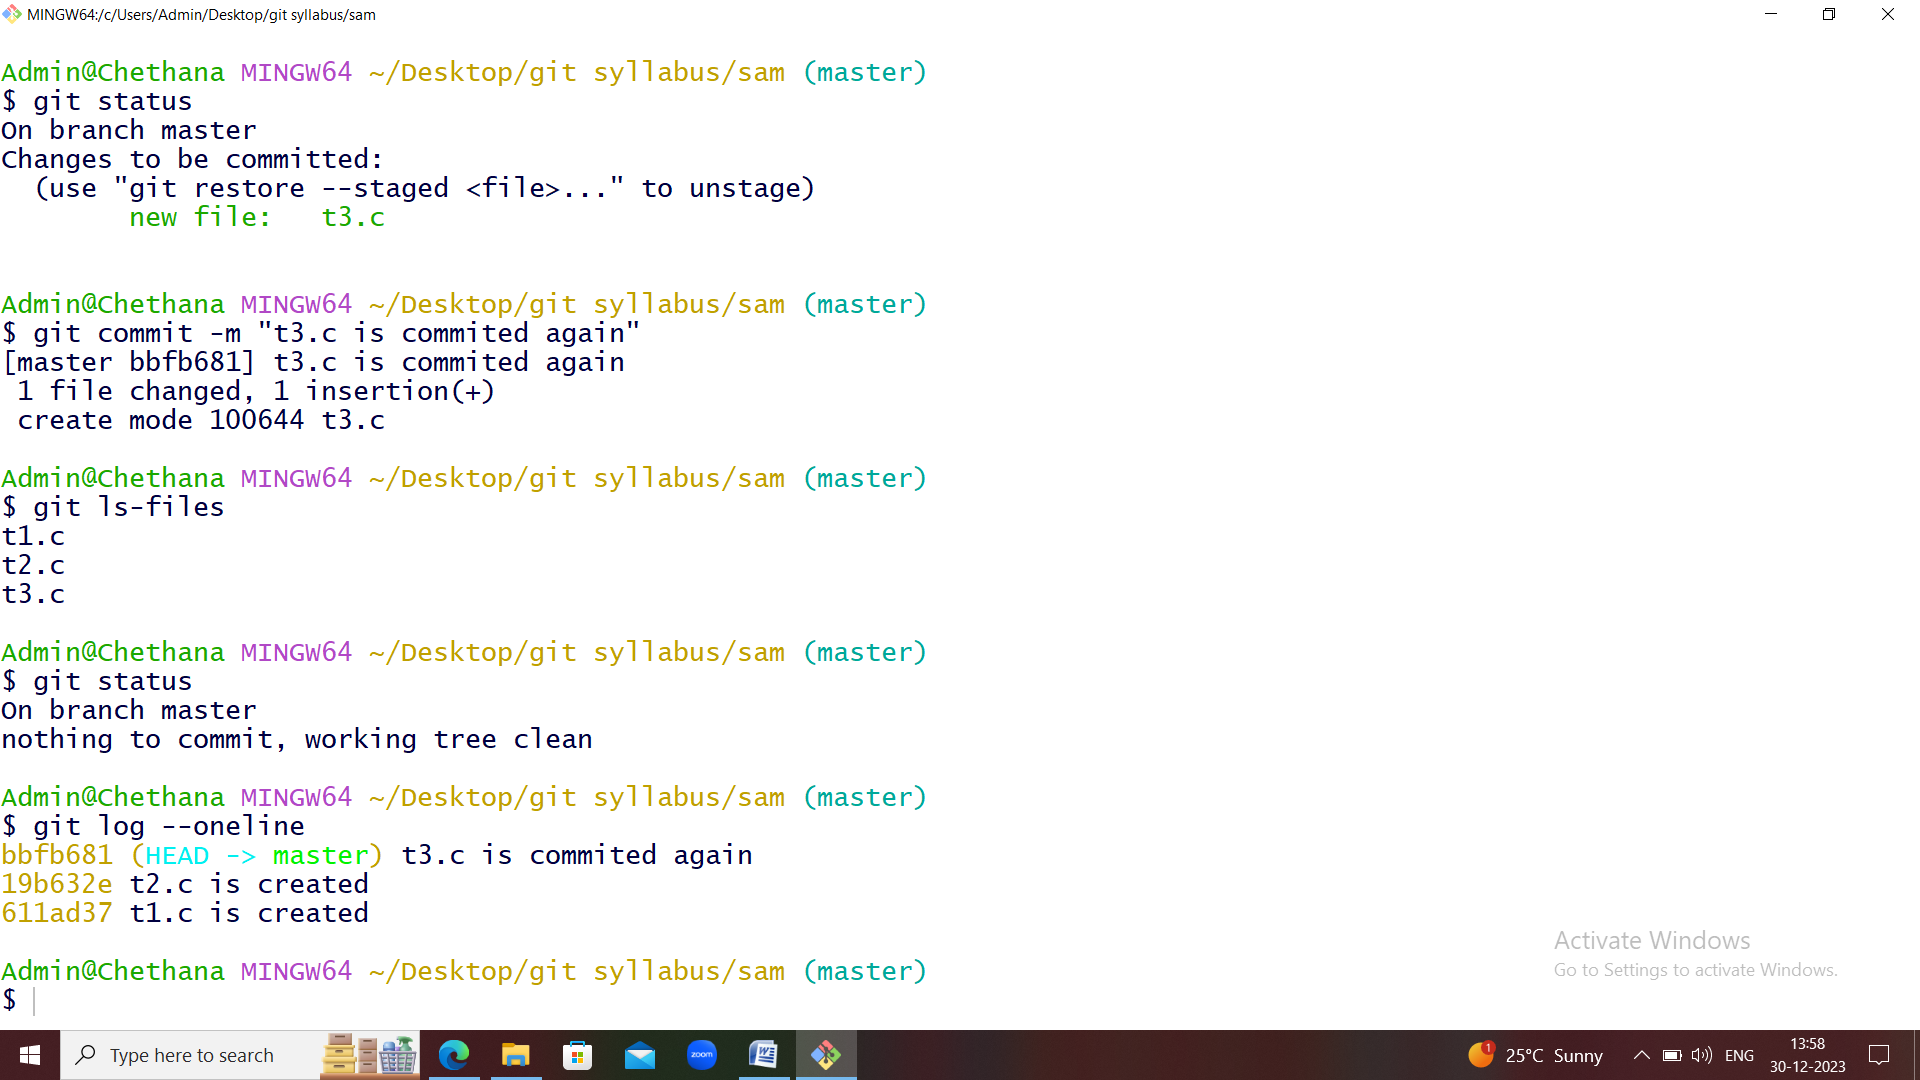 MINGW64:/c/Users/Admin/Desktop/git syllabus/sam
Admin@Chethana MINGW64 ~/Desktop/git syllabus/sam (master)
$ git status
On branch master
Changes to be committed:
  (use "git restore --staged <file>..." to unstage)
        new file:   t3.c
Admin@Chethana MINGW64 ~/Desktop/git syllabus/sam (master)
$ git commit -m "t3.c is commited again"
[master bbfb681] t3.c is commited again
 1 file changed, 1 insertion(+)
 create mode 100644 t3.c
Admin@Chethana MINGW64 ~/Desktop/git syllabus/sam (master)
$ git ls-files
t1.c
t2.c
t3.c
Admin@Chethana MINGW64 ~/Desktop/git syllabus/sam (master)
$ git status
On branch master
nothing to commit, working tree clean
Admin@Chethana MINGW64 ~/Desktop/git syllabus/sam (master)
$ git log --oneline
bbfb681 (HEAD -> master) t3.c is commited again
19b632e t2.c is created
611ad37 t1.c is created
Admin@Chethana MINGW64 ~/Desktop/git syllabus/sam (master)
$
Activate Windows
Go to Settings to activate Windows.
Type here to search
zoom
W
1
25°C Sunny
ENG
13:58
30-12-2023